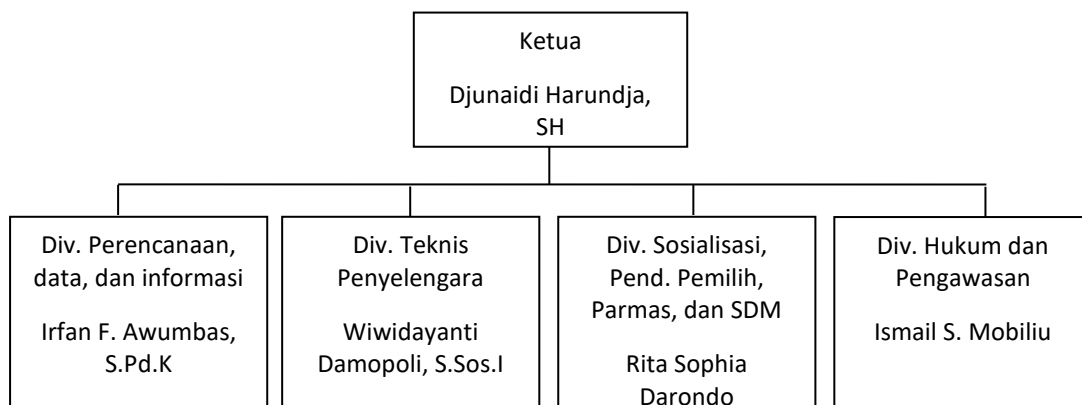 Ketua
Djunaidi Harundja,
SH
Div. Perencanaan,
data, dan informasi
Irfan F. Awumbas,
S.Pd.K
Div. Teknis
Penyelengara
Wiwidayanti
Damopoli, S.Sos.I
Div. Sosialisasi,
Pend. Pemilih,
Parmas, dan SDM
Rita Sophia
Darondo
Div. Hukum dan
Pengawasan
Ismail S. Mobiliu